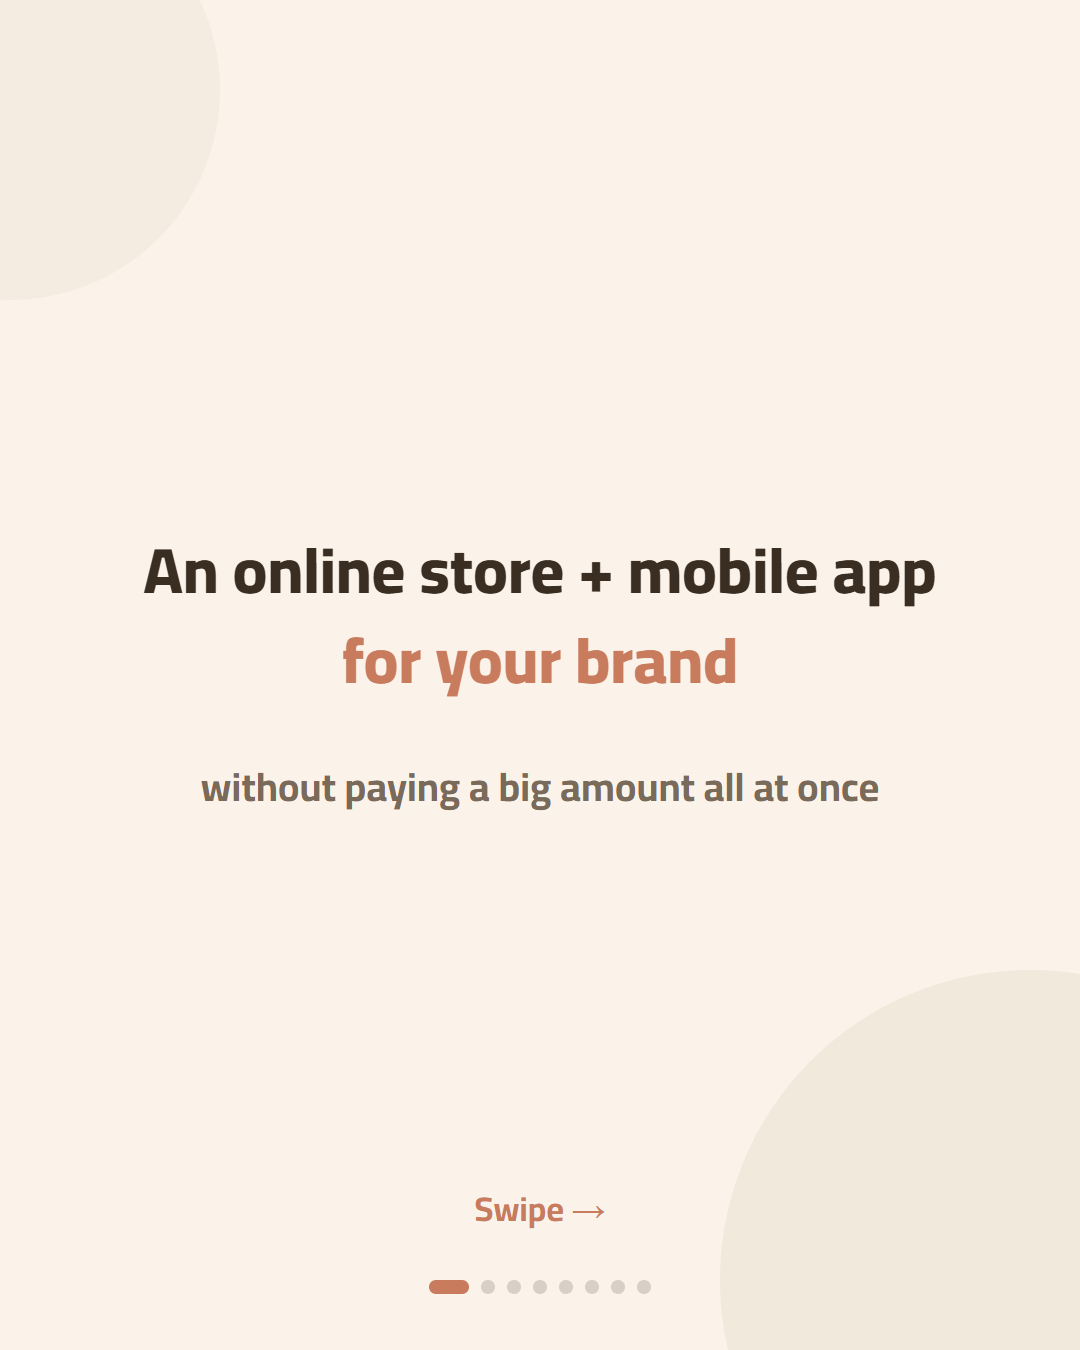 An online store + mobile app
for your brand
without paying a big amount all at once
Swipe →